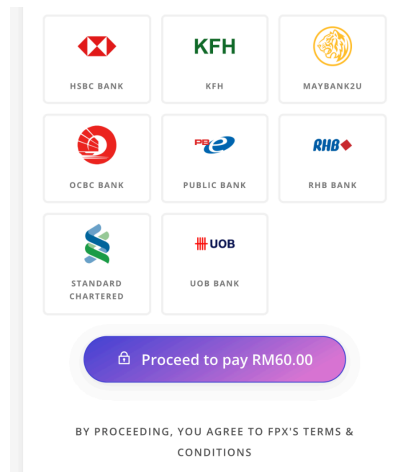 KFH
HSBC BANK
KFH
MAYBANK2U
PBe
RHB
OCBC BANK
PUBLIC BANK
RHB BANK
UOB
STANDARD
CHARTERED
UOB BANK
Proceed to pay RM60.00
BY PROCEEDING, YOU AGREE TO FPX'S TERMS &
CONDITIONS